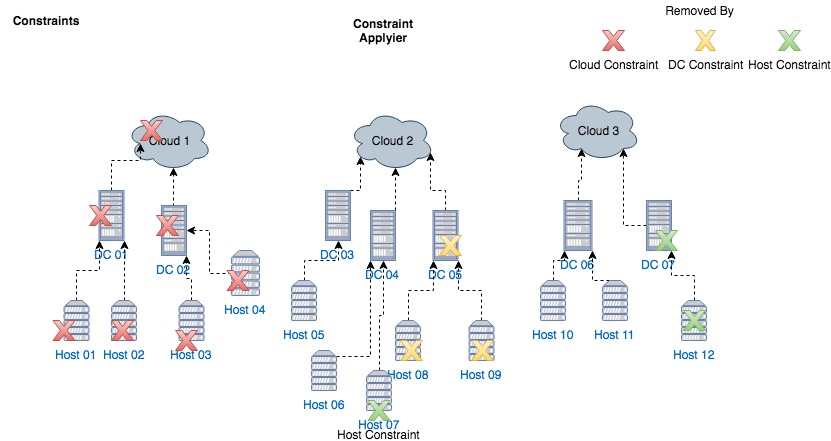 Constraints
Constraint
Applyier
Removed By
Cloud Constraint
DC Constraint
Host Constraint
Cloud 1
Cloud 2
Cloud 3
DC 01
DC 02
DC 03
DC 04
DC 05
DC 06
DC 07
Host 04
Host 01
Host 02
Host 03
Host 05
Host 10
Host 11
Host 12
Host 06
Host 08
Host 09
Host 07
Host Constraint